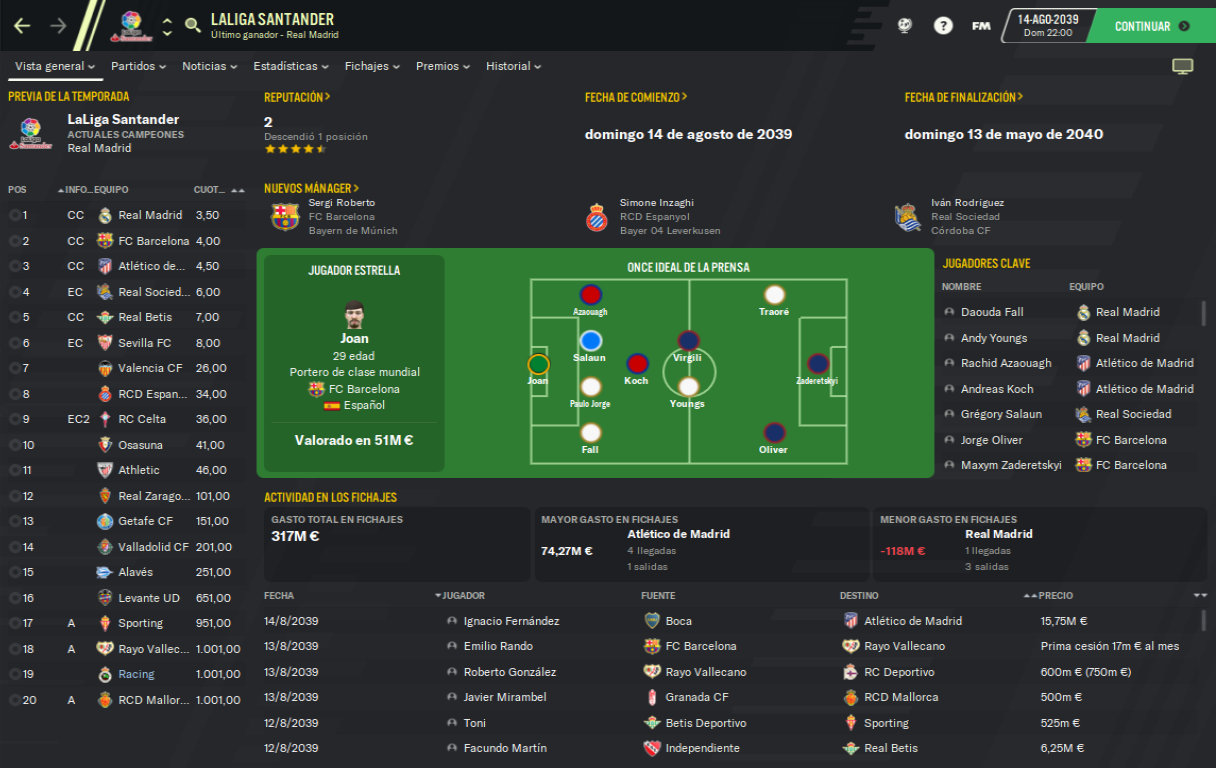 LALIGA SANTANDER
Último ganador - Real Madrid
?
FM
14-AGO-2039
Dom 22:00
CONTINUAR
Vista general
Partidos
Noticias
Estadísticas
Fichajes
Premios
Historial
PREVIA DE LA TEMPORADA
LaLiga Santander
ACTUALES CAMPEONES
Real Madrid
REPUTACIÓN >
2
Descendió 1 posición
FECHA DE COMIENZO >
domingo 14 de agosto de 2039
FECHA DE FINALIZACIÓN >
domingo 13 de mayo de 2040
POS INFO... EQUIPO CUOT...
1 CC Real Madrid 3,50
2 CC FC Barcelona 4,00
3 CC Atlético de... 4,50
4 EC Real Socied... 6,00
5 CC Real Betis 7,00
6 EC Sevilla FC 8,00
7 Valencia CF 26,00
8 RCD Espan... 34,00
9 EC2 RC Celta 36,00
10 Osasuna 41,00
11 Athletic 46,00
12 Real Zarago... 101,00
13 Getafe CF 151,00
14 Valladolid CF 201,00
15 Alavés 251,00
16 Levante UD 651,00
17 A Sporting 951,00
18 A Rayo Vallec... 1.001,00
19 Racing 1.001,00
20 A RCD Mallor... 1.001,00
NUEVOS MÁNAGER >
Sergi Roberto
FC Barcelona
Bayern de Múnich
Simone Inzaghi
RCD Espanyol
Bayer 04 Leverkusen
Iván Rodríguez
Real Sociedad
Córdoba CF
JUGADOR ESTRELLA
Joan
29 edad
Portero de clase mundial
FC Barcelona
Español
Valorado en 51M €
ONCE IDEAL DE LA PRENSA
Azaouagh
Traoré
Salaun
Virgili
Joan
Koch
Zaderetskyi
Paulo Jorge
Youngs
Fall
Oliver
JUGADORES CLAVE
NOMBRE EQUIPO
Daouda Fall Real Madrid
Andy Youngs Real Madrid
Rachid Azaouagh Atlético de Madrid
Andreas Koch Atlético de Madrid
Grégory Salaun Real Sociedad
Jorge Oliver FC Barcelona
Maxym Zaderetskyi FC Barcelona
ACTIVIDAD EN LOS FICHAJES
GASTO TOTAL EN FICHAJES
317M €
MAYOR GASTO EN FICHAJES
Atlético de Madrid
74,27M €
4 llegadas
1 salidas
MENOR GASTO EN FICHAJES
Real Madrid
-118M €
1 llegadas
3 salidas
FECHA JUGADOR FUENTE DESTINO PRECIO
14/8/2039 Ignacio Fernández Boca Atlético de Madrid 15,75M €
13/8/2039 Emilio Rando FC Barcelona Rayo Vallecano Prima cesión 17m € al mes
13/8/2039 Roberto González Rayo Vallecano RC Deportivo 600m € (750m €)
13/8/2039 Javier Mirambel Granada CF RCD Mallorca 500m €
12/8/2039 Toni Betis Deportivo Sporting 525m €
12/8/2039 Facundo Martín Independiente Real Betis 6,25M €